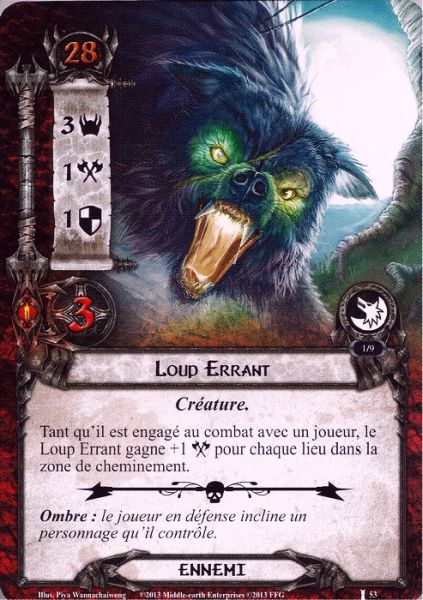 28
3
1
1
3
1/9
Loup Errant
Créature.
Tant qu'il est engagé au combat avec un joueur, le
Loup Errant gagne +1 pour chaque lieu dans la
zone de cheminement.
Ombre : le joueur en défense incline un
personnage qu'il contrôle.
ENNEMI
Illus. Piya Wannachaiwong ©2013 Middle-earth Enterprises ©2013 FFG 53